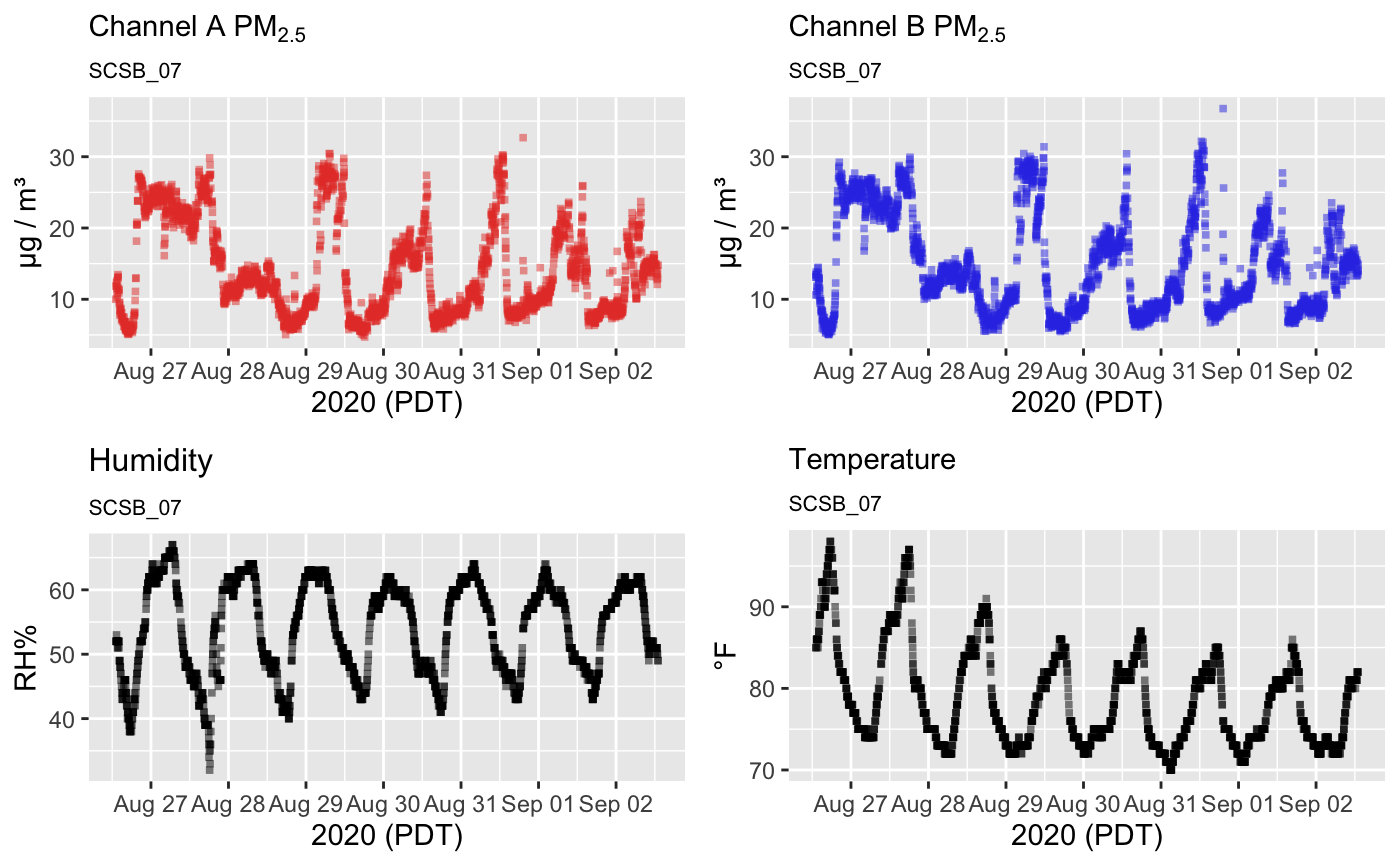 Channel A PM2.5
SCSB_07
µg / m³
30
20
10
Aug 27 Aug 28 Aug 29 Aug 30 Aug 31 Sep 01 Sep 02
2020 (PDT)
Channel B PM2.5
SCSB_07
µg / m³
30
20
10
Aug 27 Aug 28 Aug 29 Aug 30 Aug 31 Sep 01 Sep 02
2020 (PDT)
Humidity
SCSB_07
RH%
60
50
40
Aug 27 Aug 28 Aug 29 Aug 30 Aug 31 Sep 01 Sep 02
2020 (PDT)
Temperature
SCSB_07
°F
90
80
70
Aug 27 Aug 28 Aug 29 Aug 30 Aug 31 Sep 01 Sep 02
2020 (PDT)